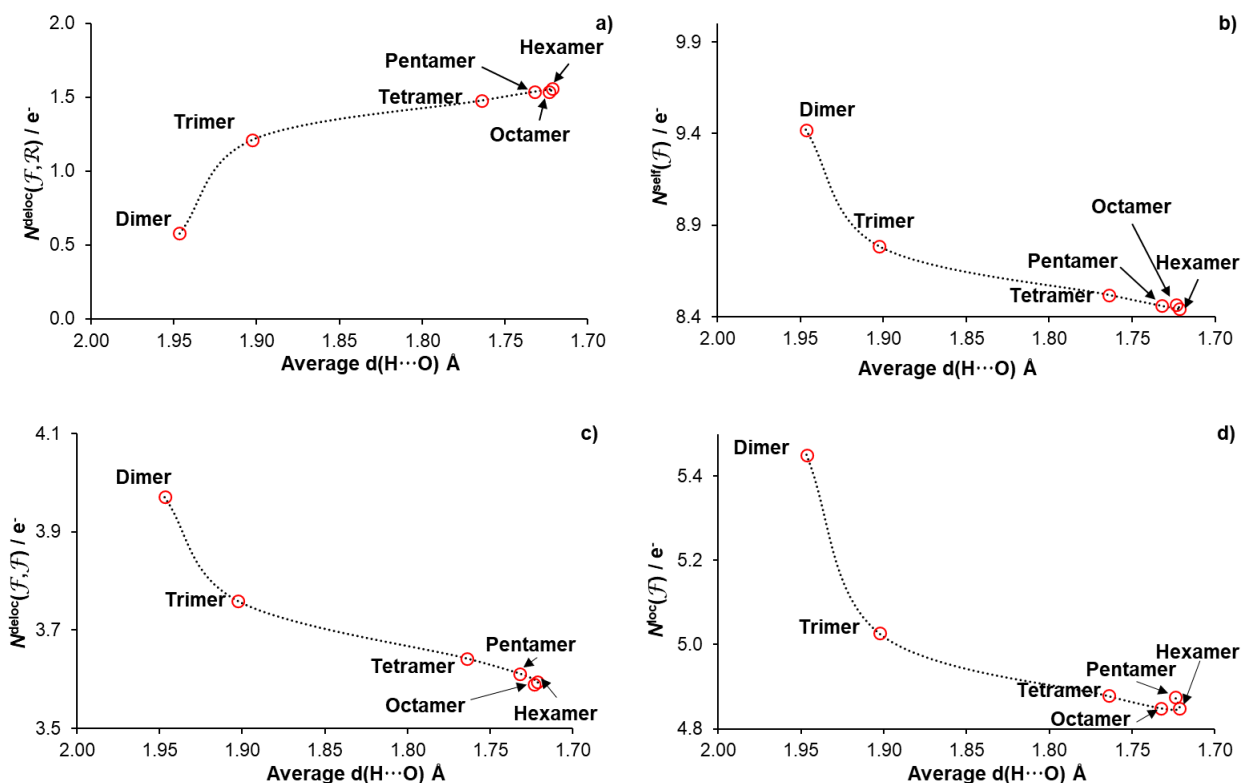 a)
2.0
1.5
1.0
0.5
0.0
N^deloc(ℱ,ℛ) / e⁻
Hexamer
Pentamer
Tetramer
Octamer
Trimer
Dimer
2.00 1.95 1.90 1.85 1.80 1.75 1.70
Average d(H···O) Å
b)
9.9
9.4
8.9
8.4
N^self(ℱ) / e⁻
Dimer
Octamer
Trimer
Pentamer
Hexamer
Tetramer
2.00 1.95 1.90 1.85 1.80 1.75 1.70
Average d(H···O) Å
c)
4.1
3.9
3.7
3.5
N^deloc(ℱ,ℱ) / e⁻
Dimer
Trimer
Pentamer
Tetramer
Octamer
Hexamer
2.00 1.95 1.90 1.85 1.80 1.75 1.70
Average d(H···O) Å
d)
5.4
5.2
5.0
4.8
N^loc(ℱ) / e⁻
Dimer
Trimer
Hexamer
Pentamer
Tetramer
Octamer
2.00 1.95 1.90 1.85 1.80 1.75 1.70
Average d(H···O) Å